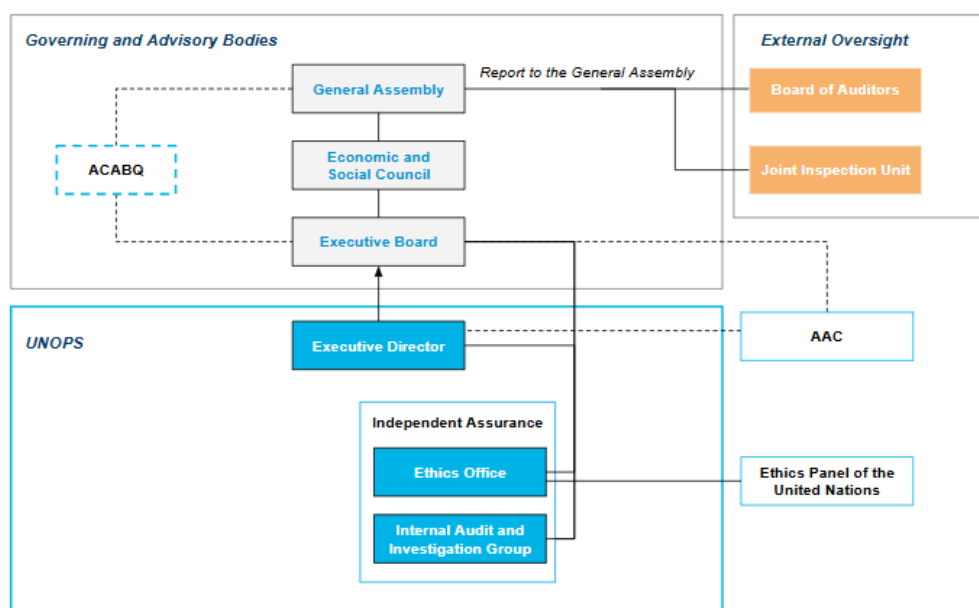 Governing and Advisory Bodies
External Oversight
Report to the General Assembly
General Assembly
Board of Auditors
ACABQ
Economic and
Social Council
Joint Inspection Unit
Executive Board
UNOPS
Executive Director
AAC
Independent Assurance
Ethics Office
Ethics Panel of the
United Nations
Internal Audit and
Investigation Group